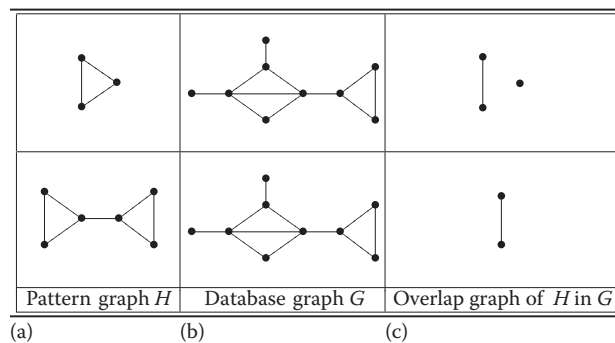 Pattern graph H
Database graph G
Overlap graph of H in G
(a)
(b)
(c)